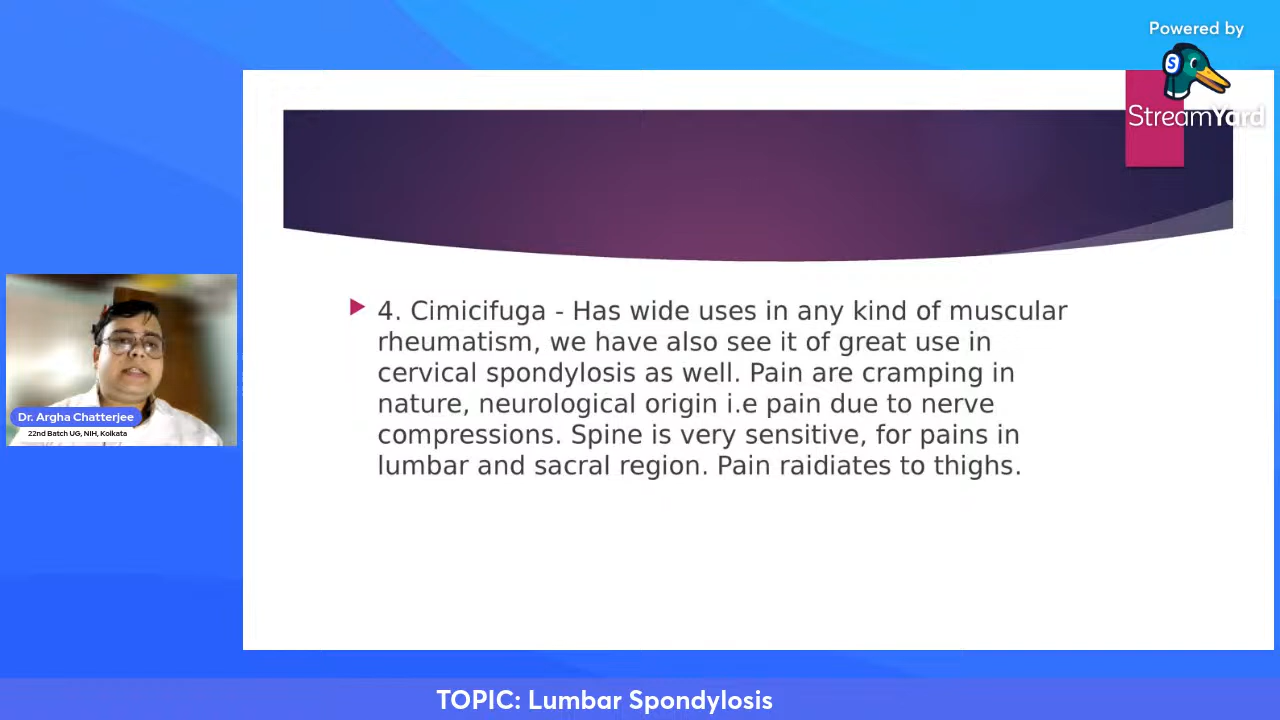 Powered by
S
StreamYard
4. Cimicifuga - Has wide uses in any kind of muscular
rheumatism, we have also see it of great use in
cervical spondylosis as well. Pain are cramping in
nature, neurological origin i.e pain due to nerve
compressions. Spine is very sensitive, for pains in
lumbar and sacral region. Pain raidiates to thighs.
Dr. Argha Chatterjee
22nd Batch UG, NIH, Kolkata
TOPIC: Lumbar Spondylosis